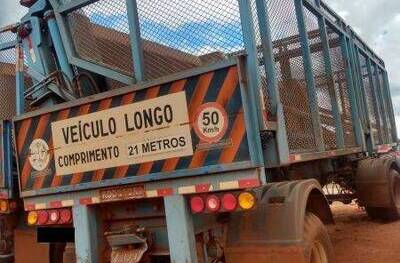 VEÍCULO LONGO
COMPRIMENTO 21 METROS
50
Km/h